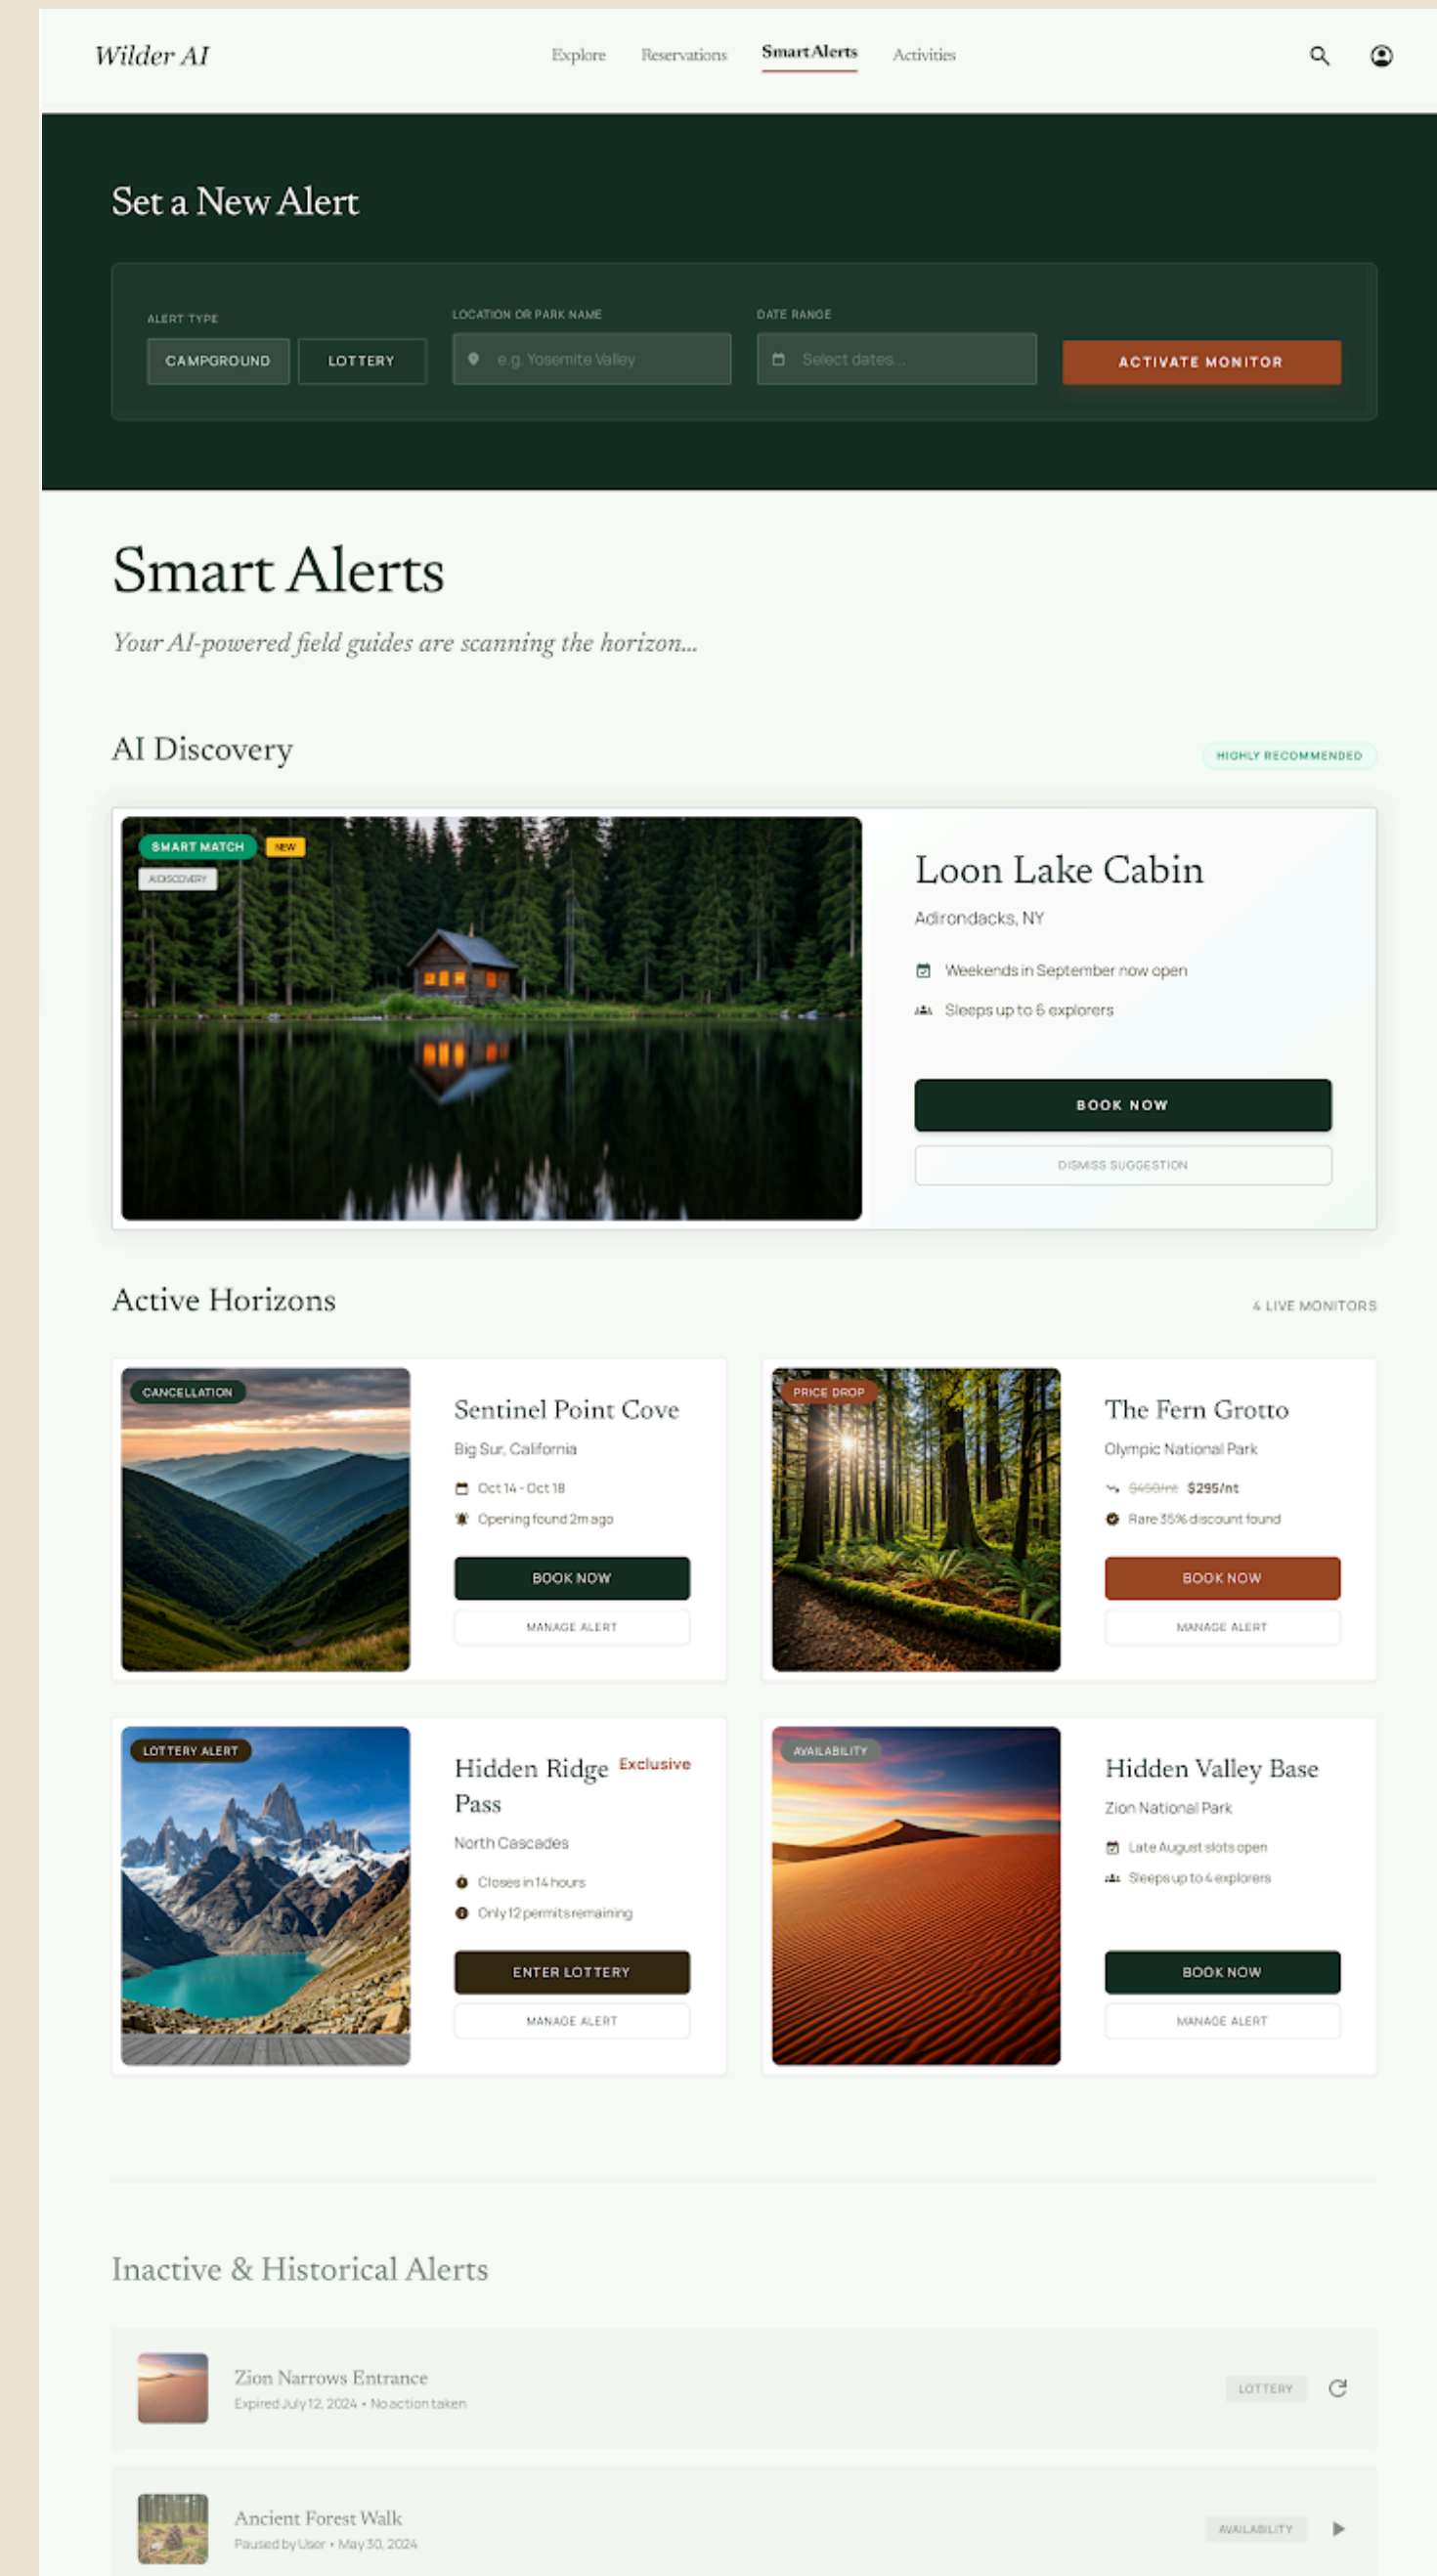 Wilder AI
Explore
Reservations
Smart Alerts
Activities
Set a New Alert
ALERT TYPE
CAMPGROUND
LOTTERY
LOCATION OR PARK NAME
e.g. Yosemite Valley
DATE RANGE
Select dates...
ACTIVATE MONITOR
Smart Alerts
Your AI-powered field guides are scanning the horizon...
AI Discovery
HIGHLY RECOMMENDED
SMART MATCH
NEW
AI DISCOVERY
Loon Lake Cabin
Adirondacks, NY
Weekends in September now open
Sleeps up to 6 explorers
BOOK NOW
DISMISS SUGGESTION
Active Horizons
4 LIVE MONITORS
CANCELLATION
Sentinel Point Cove
Big Sur, California
Oct 14 - Oct 18
Opening found 2m ago
BOOK NOW
MANAGE ALERT
PRICE DROP
The Fern Grotto
Olympic National Park
$450/nt $295/nt
Rare 35% discount found
BOOK NOW
MANAGE ALERT
LOTTERY ALERT
Hidden Ridge Pass
Exclusive
North Cascades
Closes in 14 hours
Only 12 permits remaining
ENTER LOTTERY
MANAGE ALERT
AVAILABILITY
Hidden Valley Base
Zion National Park
Late August slots open
Sleeps up to 4 explorers
BOOK NOW
MANAGE ALERT
Inactive & Historical Alerts
Zion Narrows Entrance
Expired July 12, 2024 • No action taken
LOTTERY
Ancient Forest Walk
Paused by User • May 30, 2024
AVAILABILITY